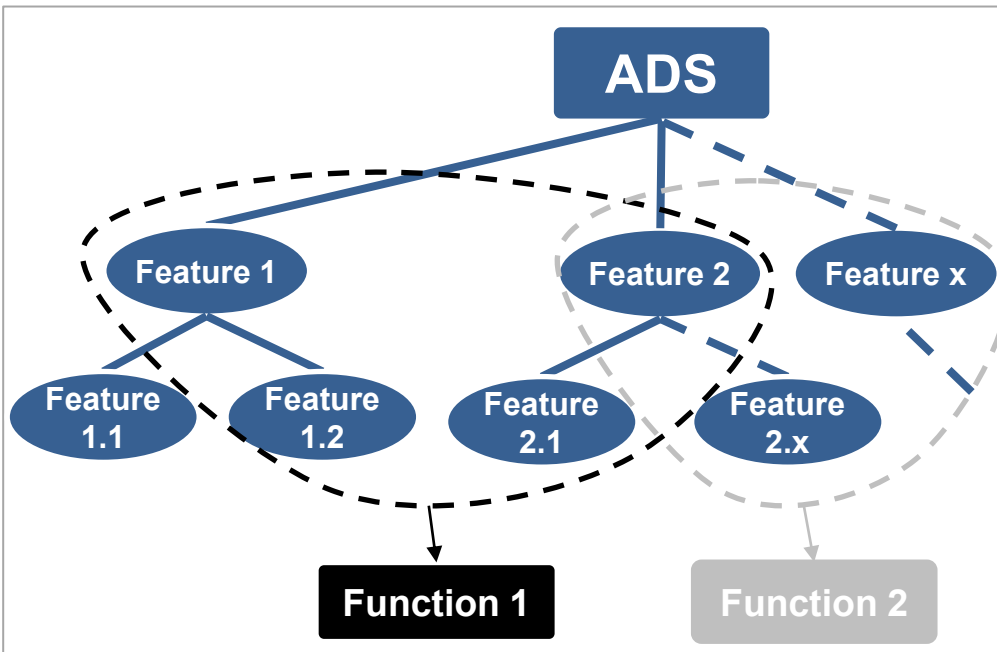 ADS
Feature 1
Feature 2
Feature x
Feature
1.1
Feature
1.2
Feature
2.1
Feature
2.x
Function 1
Function 2